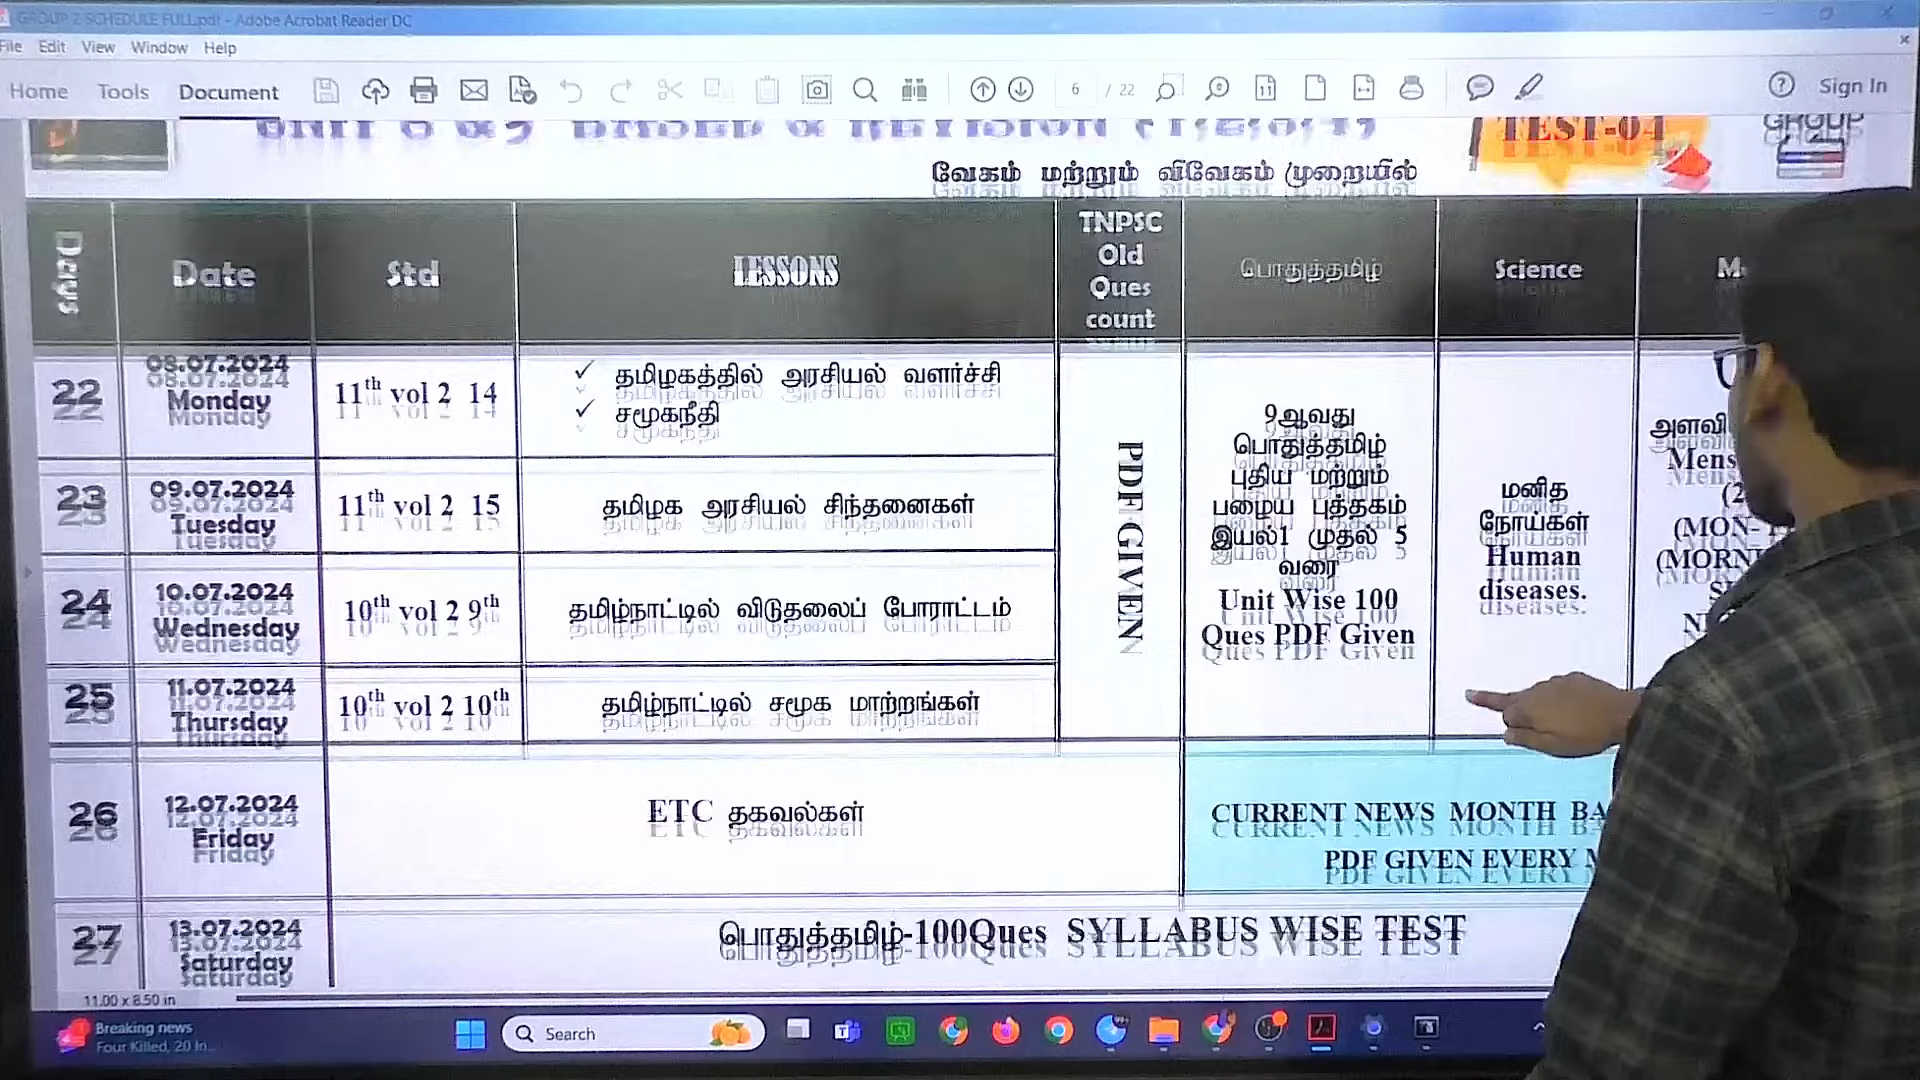 GROUP 2 SCHEDULE FULL.pdf - Adobe Acrobat Reader DC
File Edit View Window Help
Home Tools Document 6 / 22 Sign In
TEST-04
GROUP
வேகம் மற்றும் விவேகம் முறையில்
Days Date Std LESSONS TNPSC Old Ques count பொதுத்தமிழ் Science
22 08.07.2024 Monday 11th vol 2 14 ✓ தமிழகத்தில் அரசியல் வளர்ச்சி
✓ சமூகநீதி
23 09.07.2024 Tuesday 11th vol 2 15 தமிழக அரசியல் சிந்தனைகள்
24 10.07.2024 Wednesday 10th vol 2 9th தமிழ்நாட்டில் விடுதலைப் போராட்டம்
25 11.07.2024 Thursday 10th vol 2 10th தமிழ்நாட்டில் சமூக மாற்றங்கள்
PDF GIVEN
9ஆவது
பொதுத்தமிழ்
புதிய மற்றும்
பழைய புத்தகம்
இயல்1 முதல் 5
வரை
Unit Wise 100
Ques PDF Given
மனித
நோய்கள்
Human
diseases.
அளவி
Mens
(MON-
(MORN
26 12.07.2024 Friday ETC தகவல்கள்
CURRENT NEWS MONTH BA
PDF GIVEN EVERY
27 13.07.2024 Saturday பொதுத்தமிழ்-100Ques SYLLABUS WISE TEST
11.00 x 8.50 in
Breaking news
Four Killed, 20 In...
Search